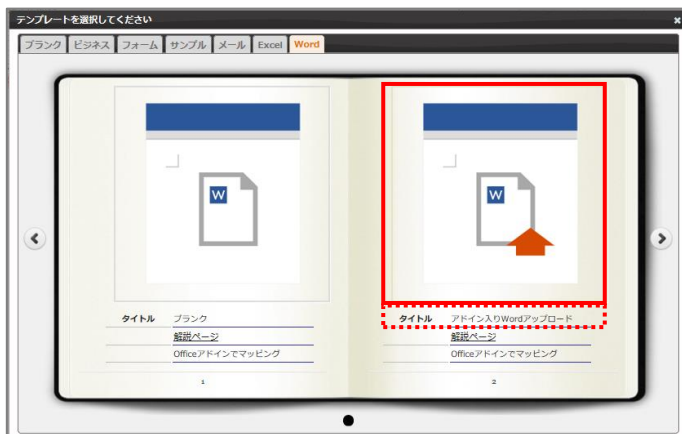 テンプレートを選択してください
ブランク ビジネス フォーム サンプル メール Excel Word
W
W
タイトル ブランク
解説ページ
Officeアドインでマッピング
1
タイトル アドイン入りWordアップロード
解説ページ
Officeアドインでマッピング
2